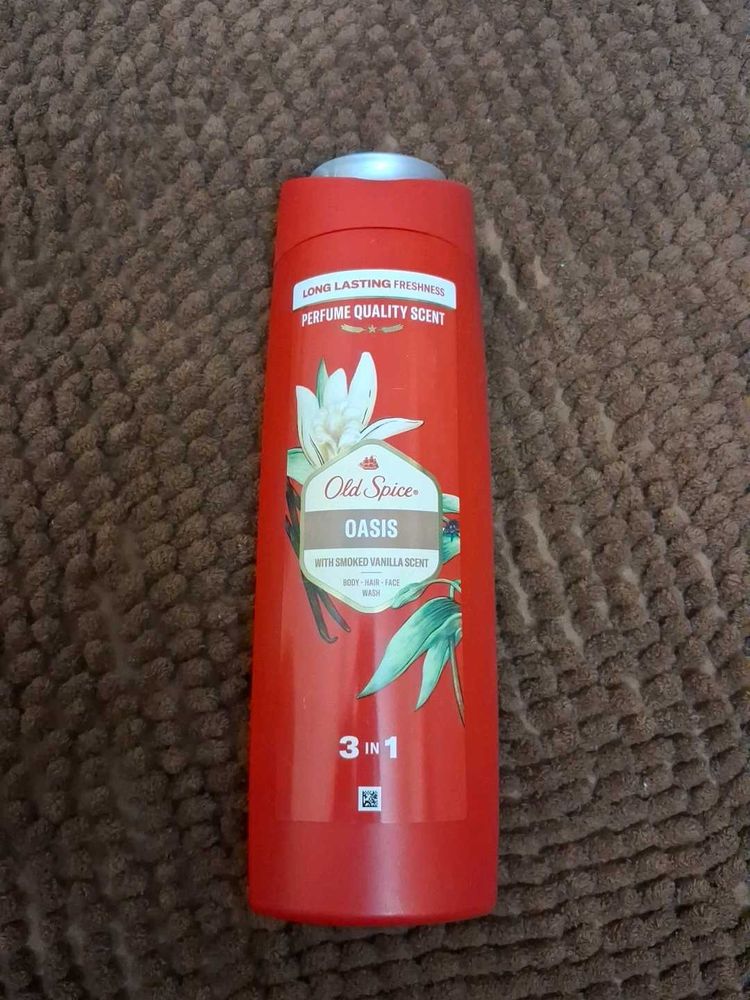 LONG LASTING FRESHNESS
PERFUME QUALITY SCENT
Old Spice®
OASIS
WITH SMOKED VANILLA SCENT
BODY - HAIR - FACE
WASH
3 IN 1